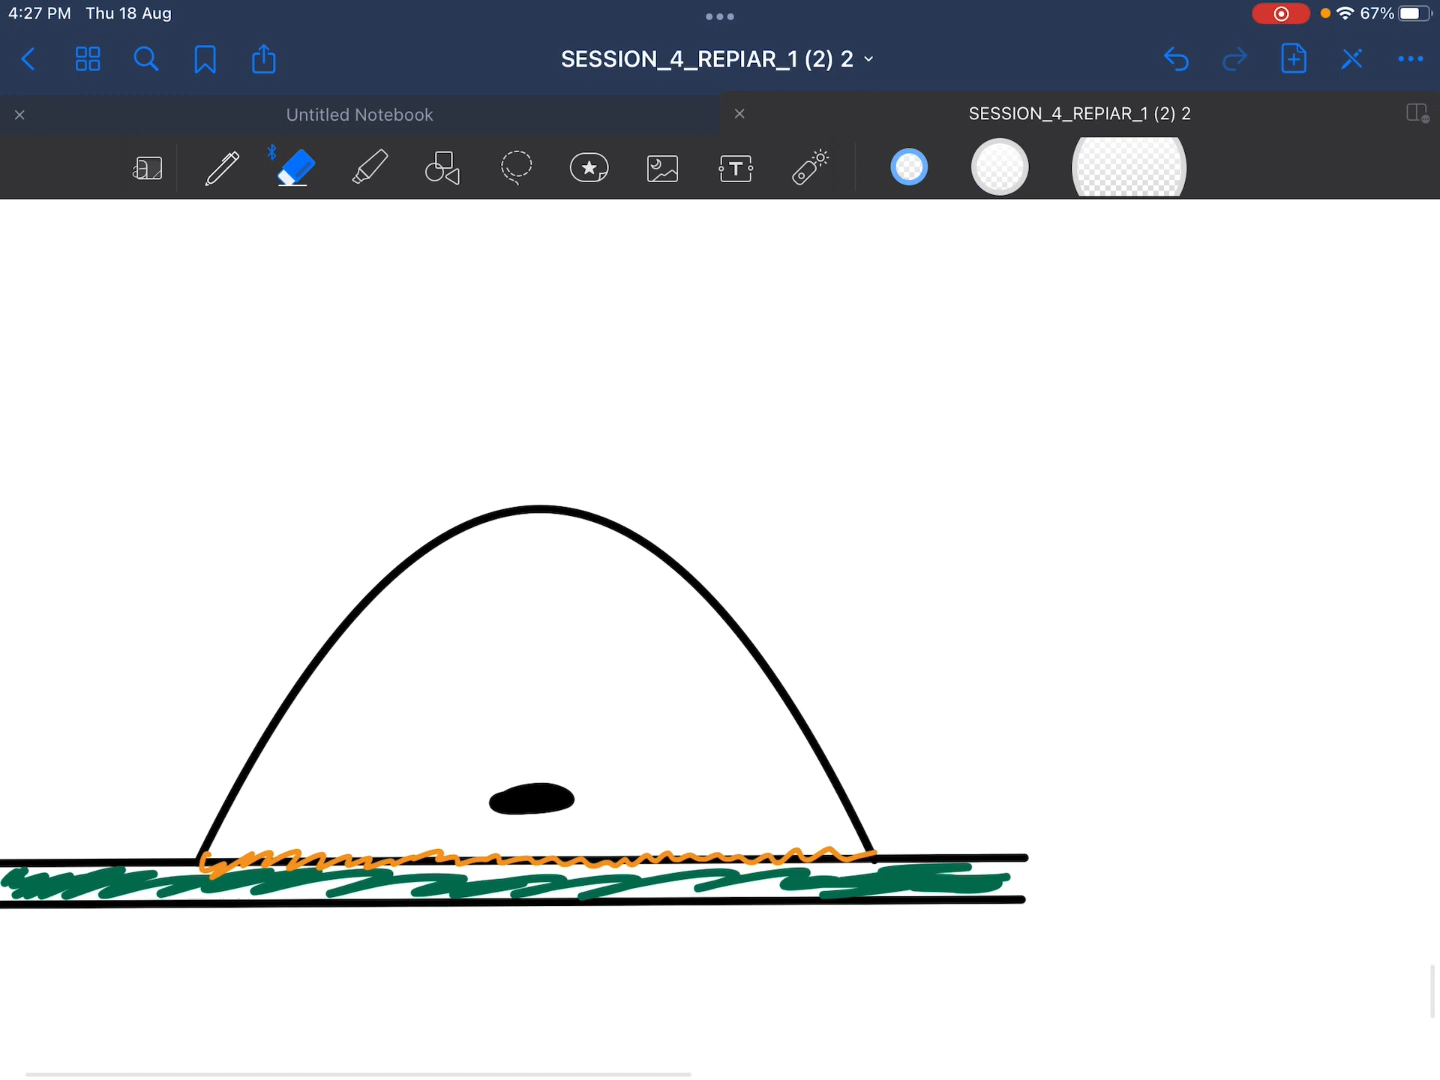 4:27 PM Thu 18 Aug
67%
SESSION_4_REPIAR_1 (2) 2
Untitled Notebook
SESSION_4_REPIAR_1 (2) 2